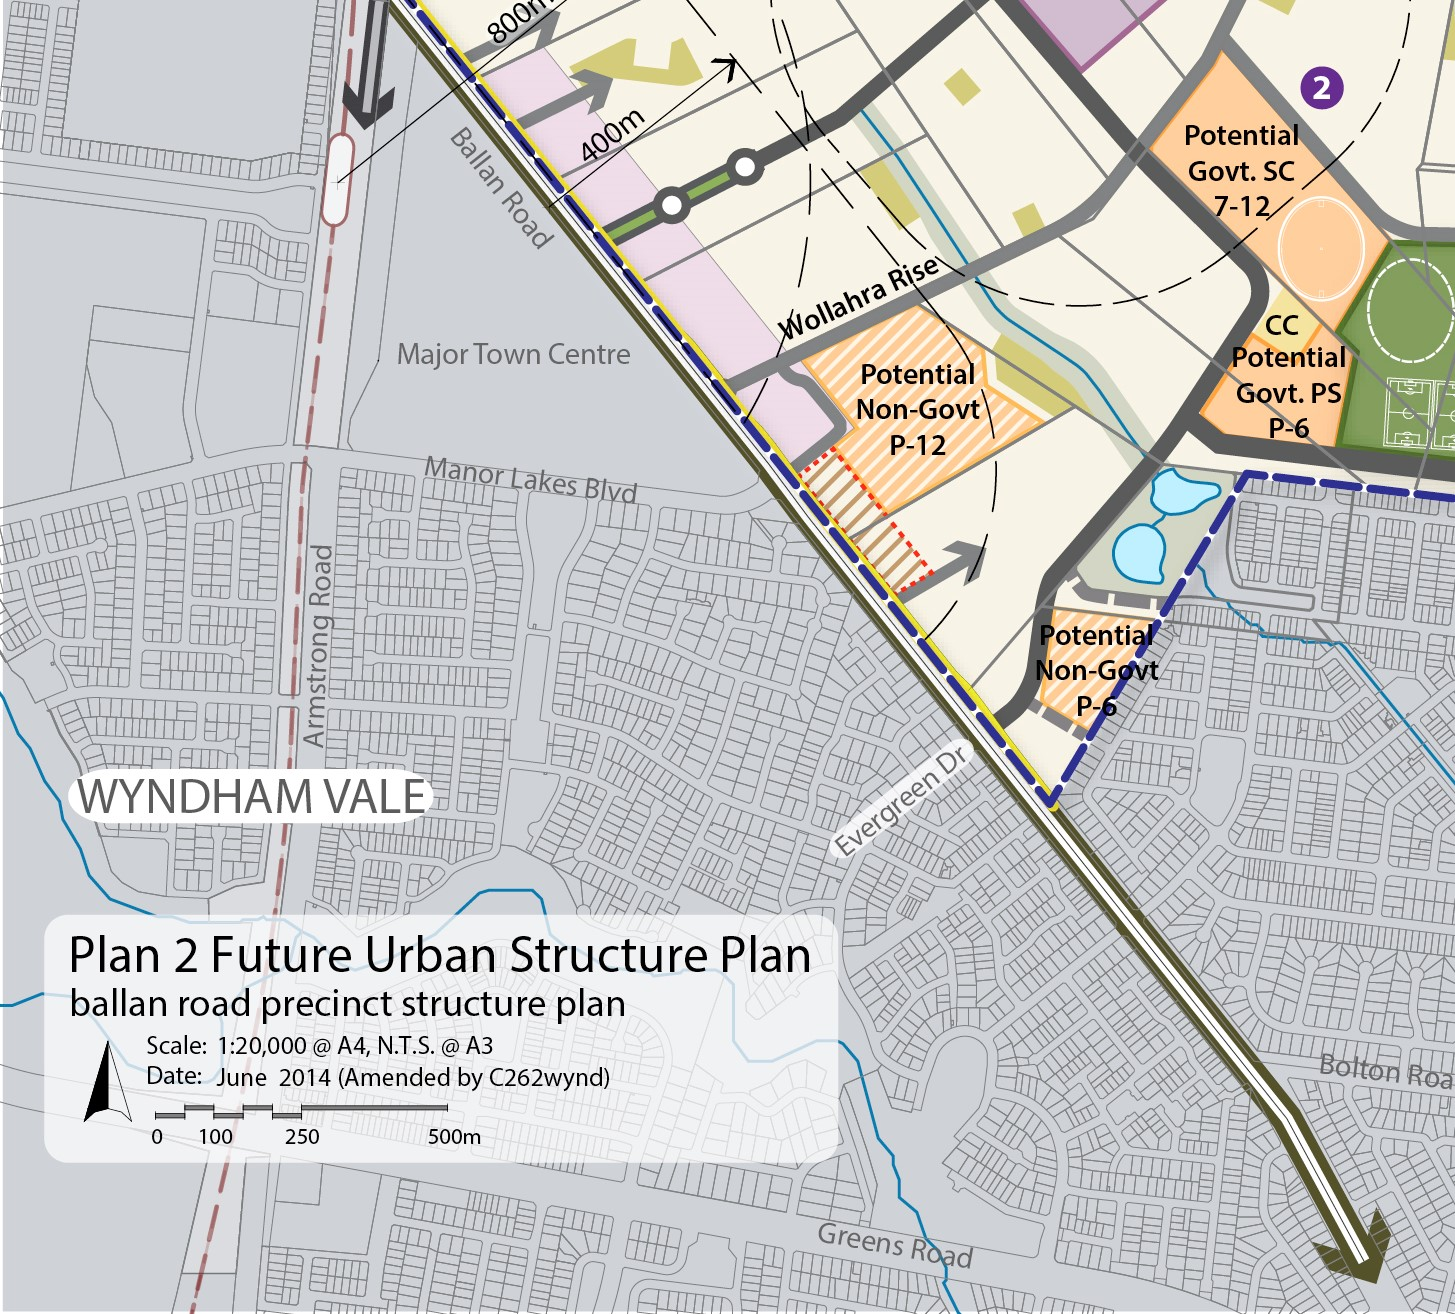 800m
400m
Ballan Road
2
Potential
Govt. SC
7-12
Wollahra Rise
CC
Potential
Govt. PS
P-6
Major Town Centre
Potential
Non-Govt
P-12
Manor Lakes Blvd
Armstrong Road
Potential
Non-Govt
P-6
WYNDHAM VALE
Evergreen Dr
Plan 2 Future Urban Structure Plan
ballan road precinct structure plan
Scale: 1:20,000 @ A4, N.T.S. @ A3
Date: June 2014 (Amended by C262wynd)
0 100 250 500m
Bolton Roa
Greens Road